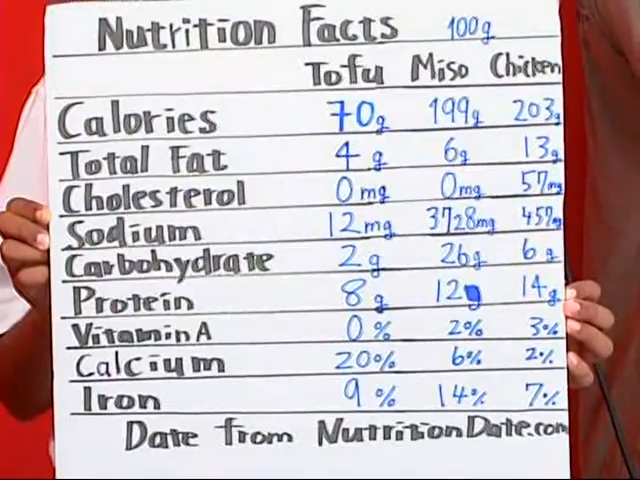 Nutrition Facts 100g
Tofu Miso Chicken
Calories 70g 199g 203g
Total Fat 4g 6g 13g
Cholesterol 0mg 0mg 57mg
Sodium 12mg 3728mg 457mg
Carbohydrate 2g 26g 6g
Protein 8g 12g 14g
Vitamin A 0% 2% 3%
Calcium 20% 6% 2%
Iron 9% 14% 7%
Date from NutritionDate.com